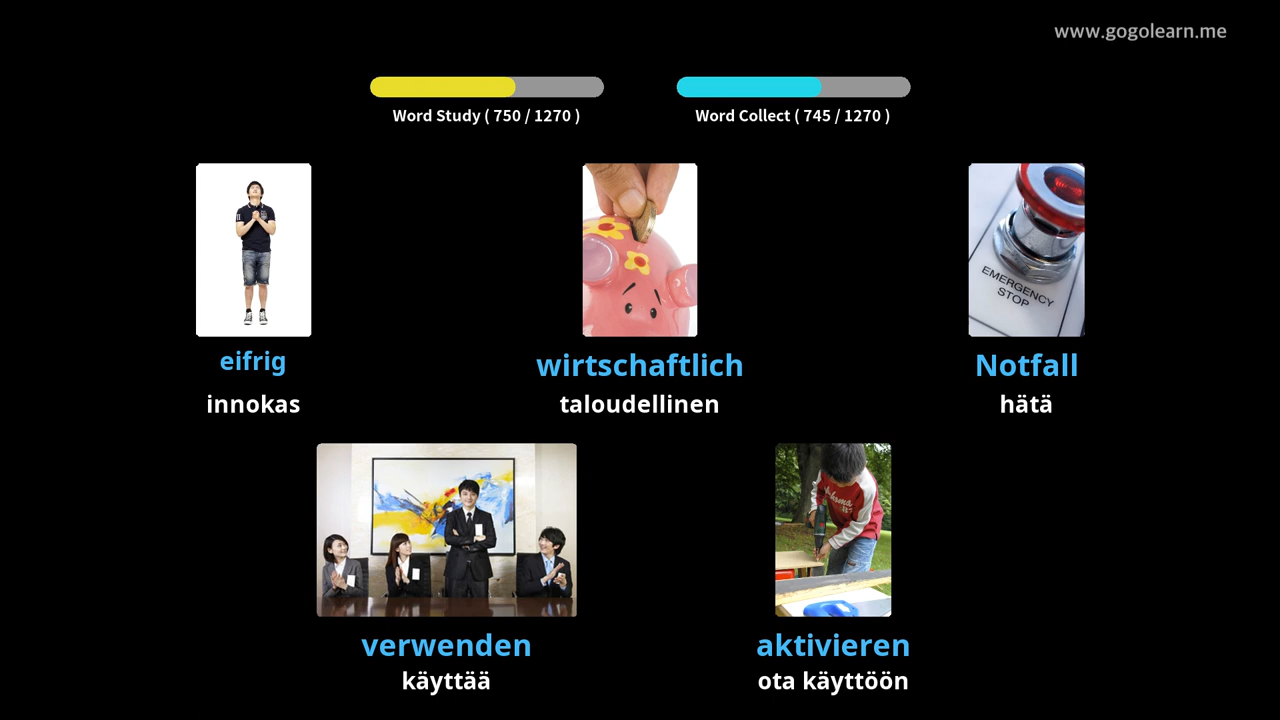 www.gogolearn.me
Word Study ( 750 / 1270 )
Word Collect ( 745 / 1270 )
EMERGENCY
STOP
eifrig
wirtschaftlich
Notfall
innokas
taloudellinen
hätä
verwenden
aktivieren
käyttää
ota käyttöön